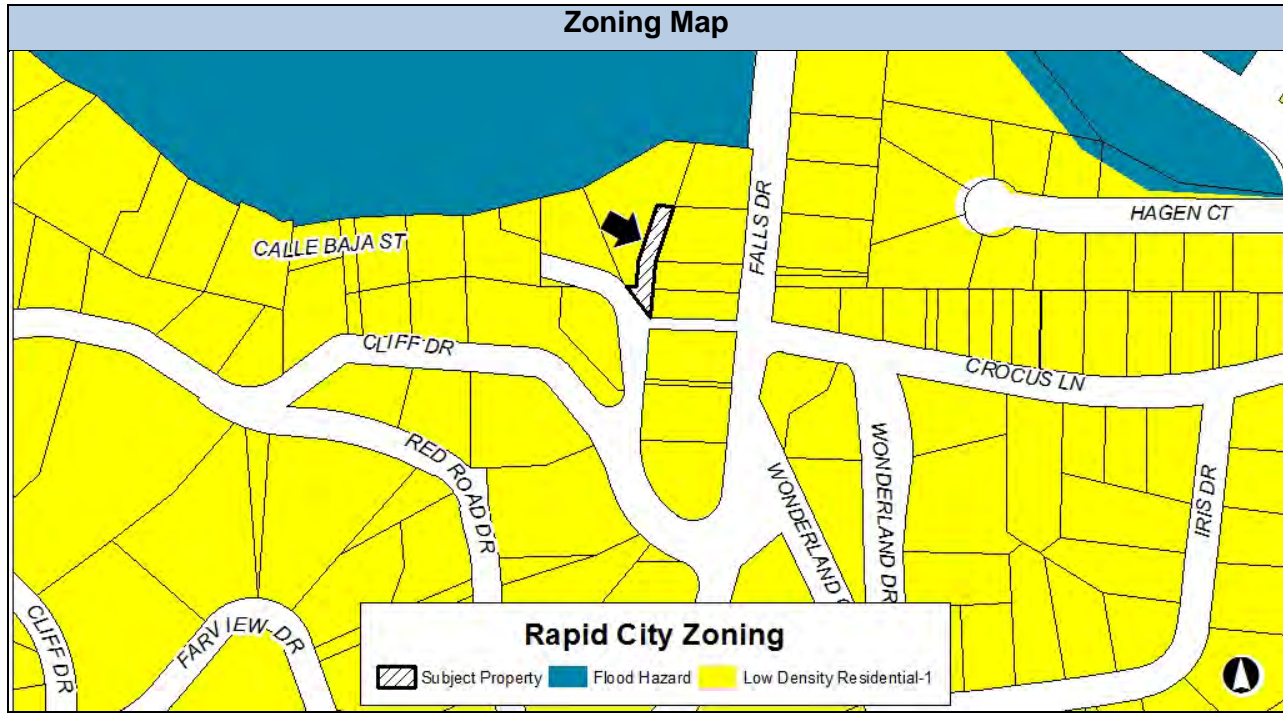 Zoning Map
HAGEN CT
CALLE BAJA ST
FALLS DR
CLIFF DR
CROCUS LN
RED ROAD DR
WONDERLAND DR
WONDERLAND
IRIS DR
CLIFF DR
FARVIEW DR
Rapid City Zoning
Subject Property Flood Hazard Low Density Residential-1